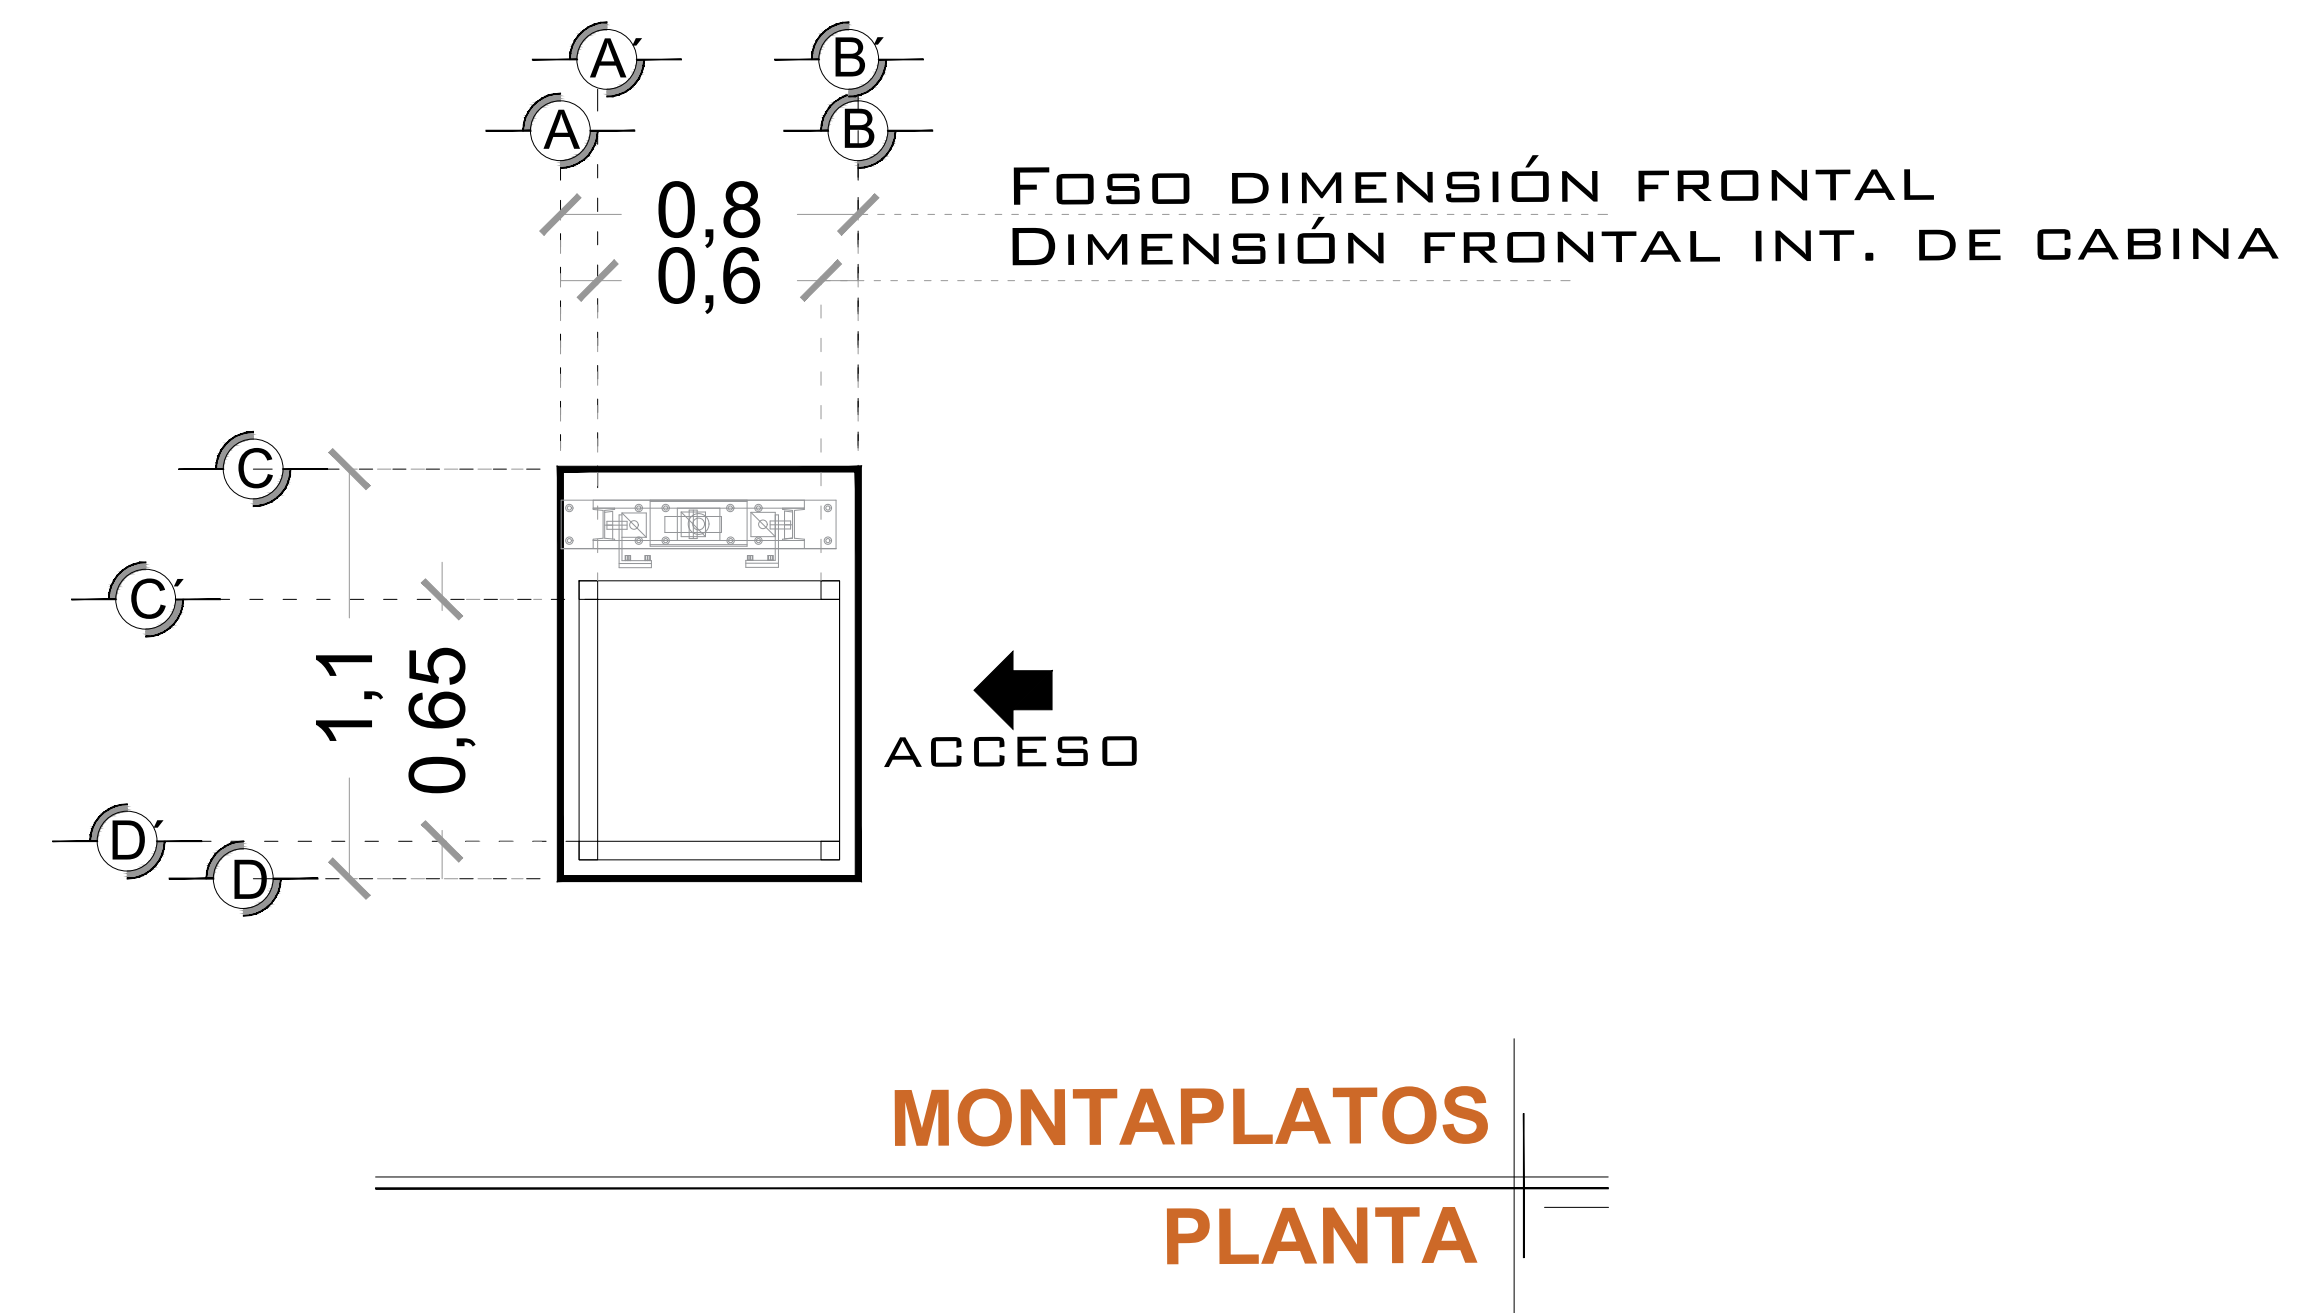 A´
B´
A
B
0,8
FOSO DIMENSIÓN FRONTAL
0,6
DIMENSIÓN FRONTAL INT. DE CABINA
C
C´
1,1
0,65
ACCESO
D´
D
MONTAPLATOS
PLANTA